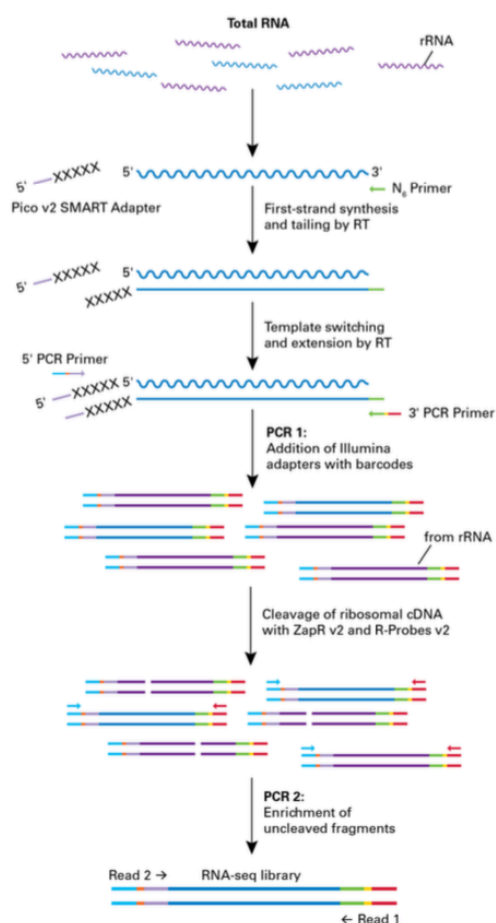 Total RNA
rRNA
5'
XXXXX
5'
3'
Pico v2 SMART Adapter
N6 Primer
First-strand synthesis
and tailing by RT
5'
XXXXX
5'
XXXXX
Template switching
and extension by RT
5' PCR Primer
5'
XXXXX
5'
XXXXX
3' PCR Primer
PCR 1:
Addition of Illumina
adapters with barcodes
from rRNA
Cleavage of ribosomal cDNA
with ZapR v2 and R-Probes v2
PCR 2:
Enrichment of
uncleaved fragments
Read 2 → RNA-seq library
← Read 1